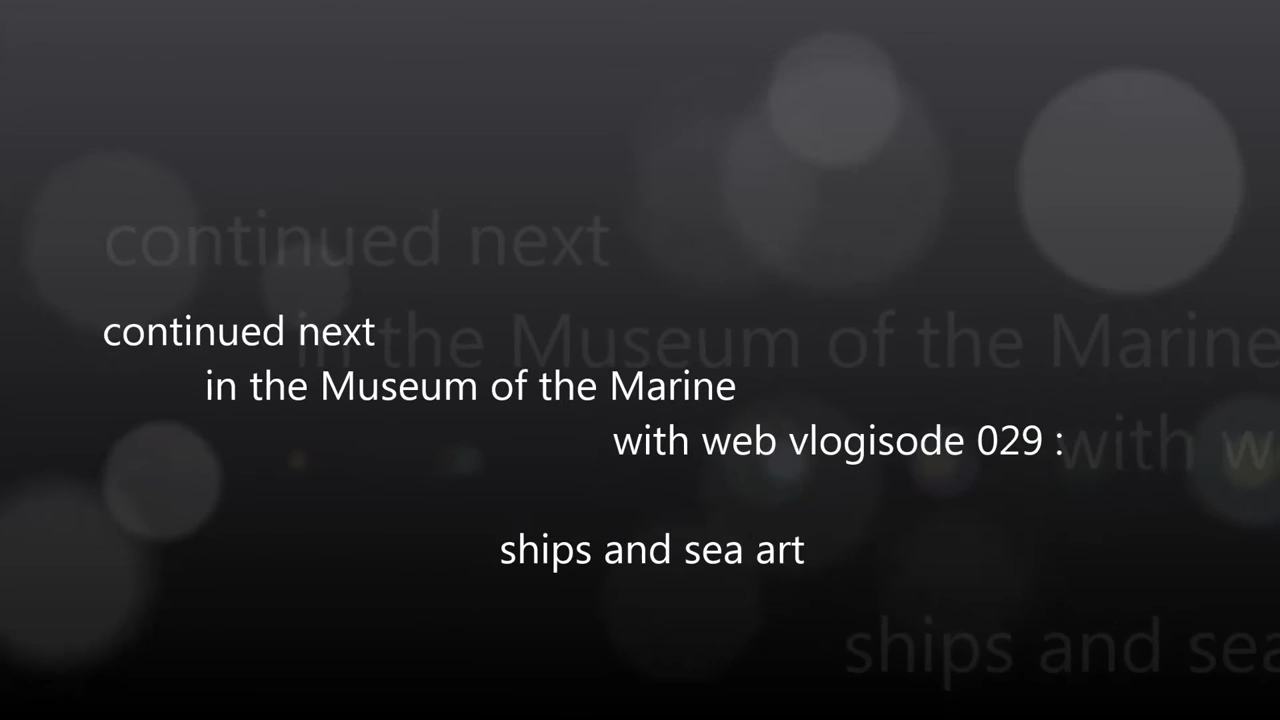 continued next
in the Museum of the Marine
with web vlogisode 029 :
ships and sea art